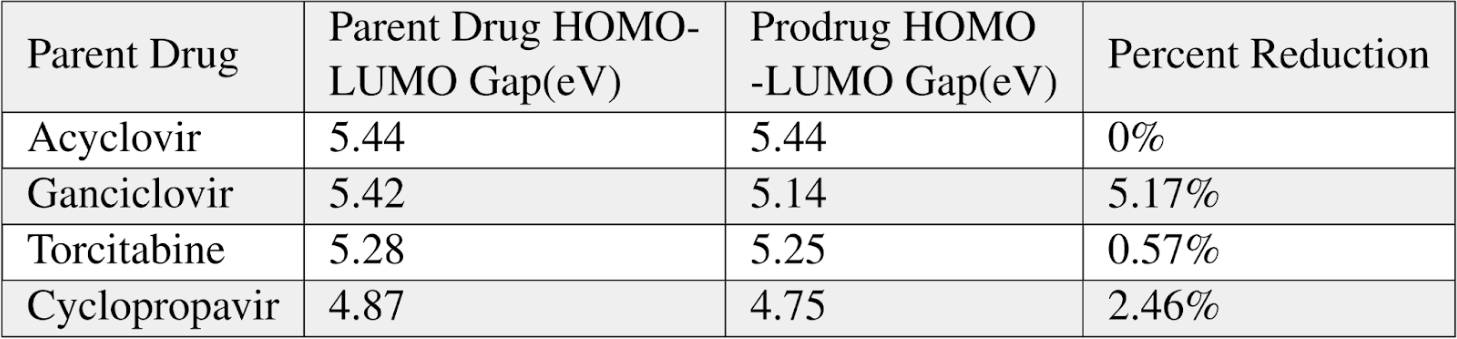 Parent Drug
Parent Drug HOMO-
LUMO Gap(eV)
Prodrug HOMO
-LUMO Gap(eV)
Percent Reduction
Acyclovir 5.44 5.44 0%
Ganciclovir 5.42 5.14 5.17%
Torcitabine 5.28 5.25 0.57%
Cyclopropavir 4.87 4.75 2.46%